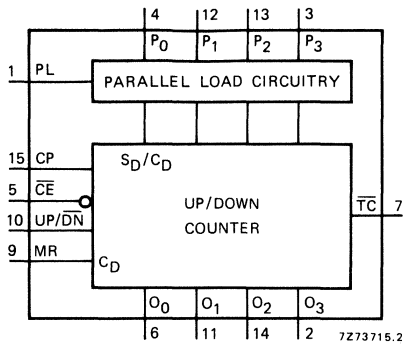 4 12 13 3
P0 P1 P2 P3
1 PL PARALLEL LOAD CIRCUITRY
15 CP SD/CD
5 CE
UP/DOWN TC 7
10 UP/DN
COUNTER
9 MR CD
O0 O1 O2 O3
6 11 14 2
7Z73715.2